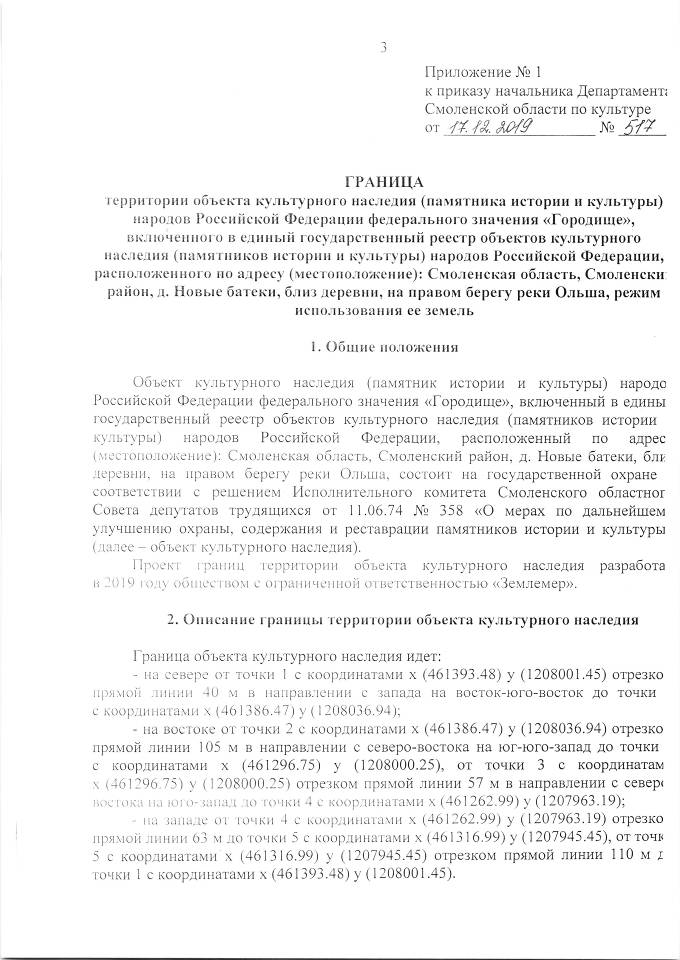 3
Приложение № 1
к приказу начальника Департамента
Смоленской области по культуре
от 17.12.2019 № 517
ГРАНИЦА
территории объекта культурного наследия (памятника истории и культуры)
народов Российской Федерации федерального значения «Городище»,
включенного в единый государственный реестр объектов культурного
наследия (памятников истории и культуры) народов Российской Федерации,
расположенного по адресу (местоположение): Смоленская область, Смоленски
район, д. Новые батеки, близ деревни, на правом берегу реки Ольша, режим
использования ее земель
1. Общие положения
Объект культурного наследия (памятник истории и культуры) народо
Российской Федерации федерального значения «Городище», включенный в едины
государственный реестр объектов культурного наследия (памятников истории
культуры) народов Российской Федерации, расположенный по адрес
(местоположение): Смоленская область, Смоленский район, д. Новые батеки, бли
деревни, на правом берегу реки Ольша, состоит на государственной охране
соответствии с решением Исполнительного комитета Смоленского областног
Совета депутатов трудящихся от 11.06.74 № 358 «О мерах по дальнейшем
улучшению охраны, содержания и реставрации памятников истории и культуры
(далее – объект культурного наследия).
Проект границ территории объекта культурного наследия разработа
в 2019 году обществом с ограниченной ответственностью «Землемер».
2. Описание границы территории объекта культурного наследия
Граница объекта культурного наследия идет:
- на севере от точки 1 с координатами x (461393.48) y (1208001.45) отрезко
прямой линии 40 м в направлении с запада на восток-юго-восток до точки
с координатами x (461386.47) y (1208036.94);
- на востоке от точки 2 с координатами x (461386.47) y (1208036.94) отрезко
прямой линии 105 м в направлении с северо-востока на юг-юго-запад до точки
с координатами x (461296.75) y (1208000.25), от точки 3 с координатам
x (461296.75) y (1208000.25) отрезком прямой линии 57 м в направлении с север
востока на юго-запад до точки 4 с координатами x (461262.99) y (1207963.19);
- на западе от точки 4 с координатами x (461262.99) y (1207963.19) отрезко
прямой линии 63 м до точки 5 с координатами x (461316.99) y (1207945.45), от точк
5 с координатами x (461316.99) y (1207945.45) отрезком прямой линии 110 м д
точки 1 с координатами x (461393.48) y (1208001.45).